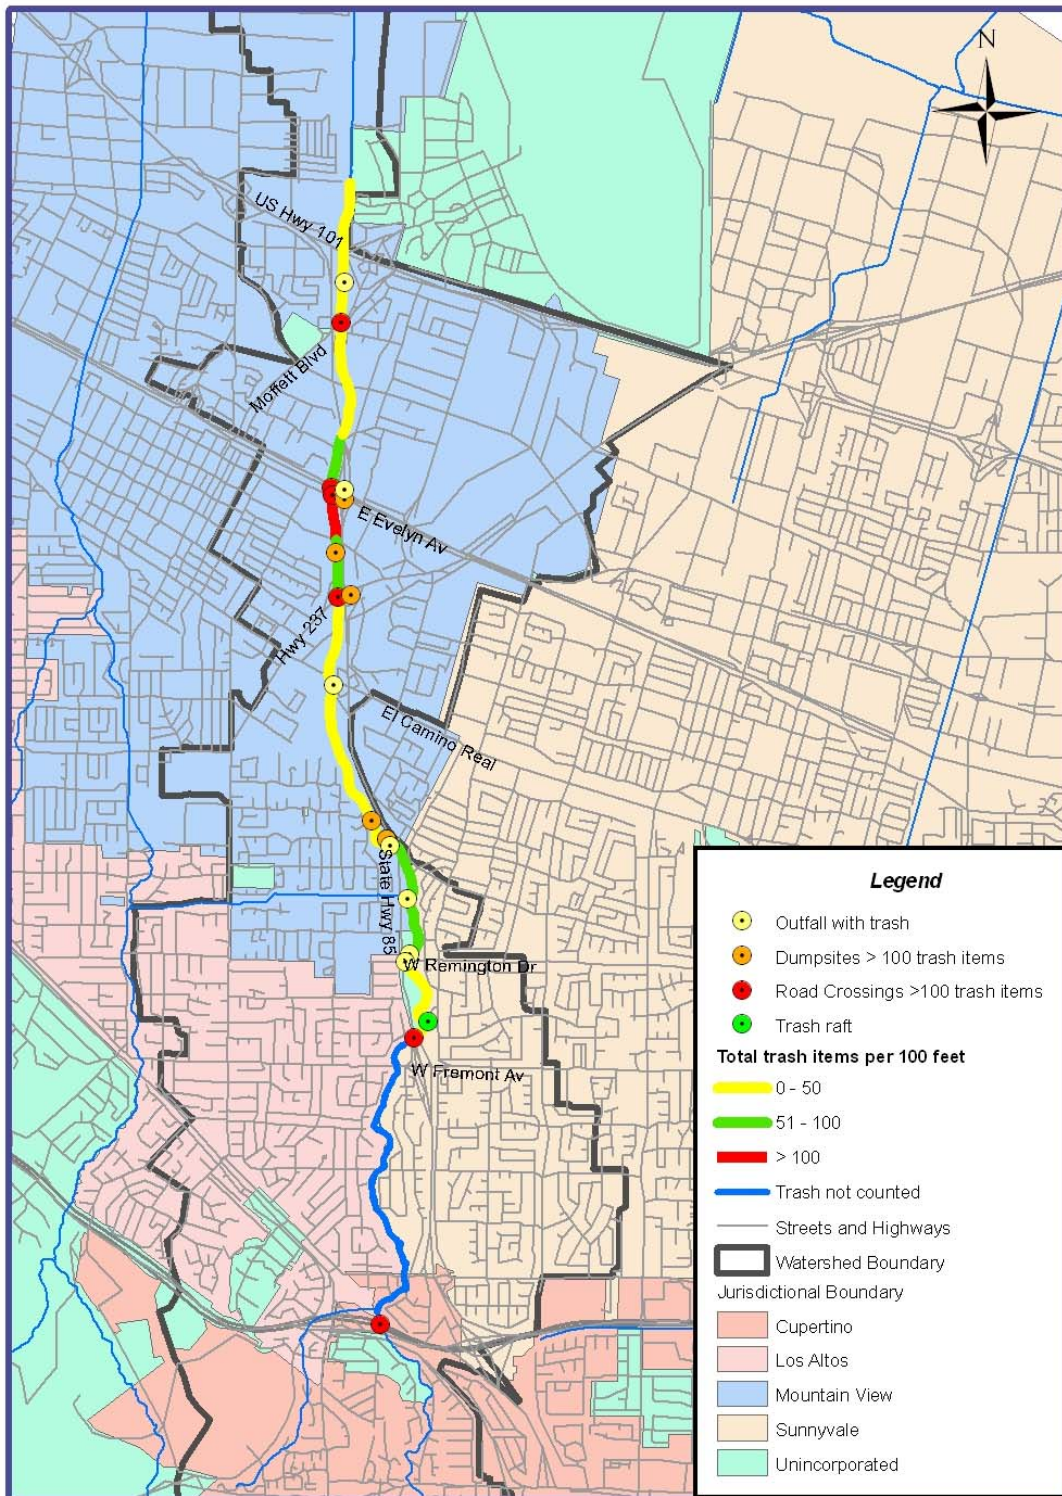 N
US Hwy 101
Moffett Blvd
E Evelyn Av
Hwy 237
El Camino Real
State Hwy 85
W Remington Dr
W Fremont Av
Legend
Outfall with trash
Dumpsites > 100 trash items
Road Crossings >100 trash items
Trash raft
Total trash items per 100 feet
0 - 50
51 - 100
> 100
Trash not counted
Streets and Highways
Watershed Boundary
Jurisdictional Boundary
Cupertino
Los Altos
Mountain View
Sunnyvale
Unincorporated